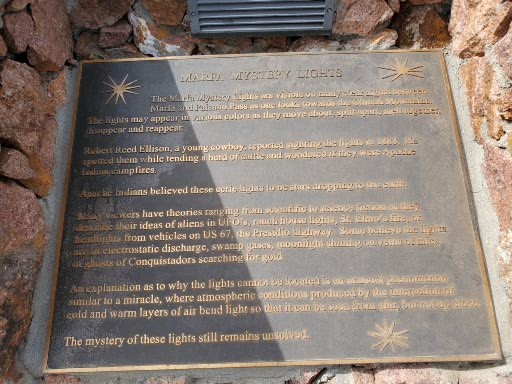 MARFA MYSTERY LIGHTS
The Marfa Mystery Lights are visible on many clear nights between
Marfa and Paisano Pass as one looks towards the Chinati Mountains.
The lights may appear in various colors as they move about, split apart, melt together,
disappear and reappear.
Robert Reed Ellison, a young cowboy, reported sighting the lights in 1883. He
spotted them while tending a herd of cattle and wondered if they were Apache
Indian campfires.
Apache Indians believed these eerie lights to be stars dropping to the earth.
Many viewers have theories ranging from scientific to science fiction as they
describe their ideas of aliens in UFO's, ranch house lights, St. Elmo's fire, or
headlights from vehicles on US 67, the Presidio highway. Some believe the lights
are an electrostatic discharge, swamp gases, moonlight shining on veins of mica,
or ghosts of Conquistadors searching for gold.
An explanation as to why the lights cannot be located is an unusual phenomenon
similar to a miracle, where atmospheric conditions produced by the interaction of
cold and warm layers of air bend light so that it can be seen from afar, but not up close.
The mystery of these lights still remains unsolved.